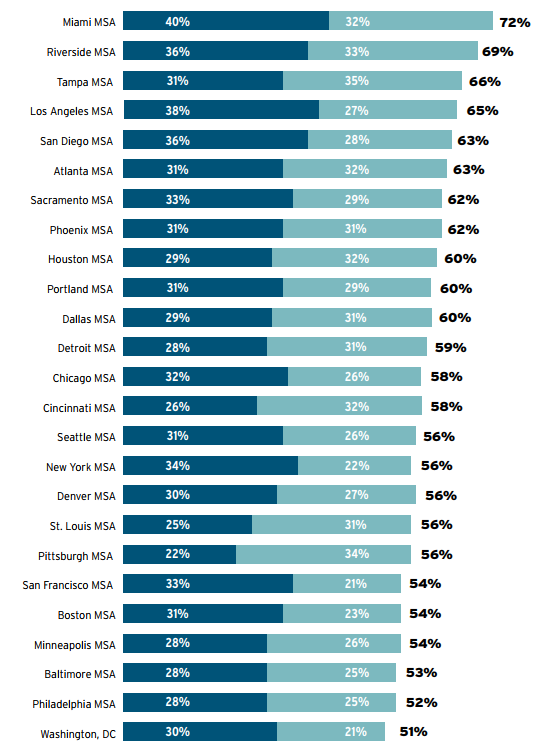 Miami MSA 40% 32% 72%
Riverside MSA 36% 33% 69%
Tampa MSA 31% 35% 66%
Los Angeles MSA 38% 27% 65%
San Diego MSA 36% 28% 63%
Atlanta MSA 31% 32% 63%
Sacramento MSA 33% 29% 62%
Phoenix MSA 31% 31% 62%
Houston MSA 29% 32% 60%
Portland MSA 31% 29% 60%
Dallas MSA 29% 31% 60%
Detroit MSA 28% 31% 59%
Chicago MSA 32% 26% 58%
Cincinnati MSA 26% 32% 58%
Seattle MSA 31% 26% 56%
New York MSA 34% 22% 56%
Denver MSA 30% 27% 56%
St. Louis MSA 25% 31% 56%
Pittsburgh MSA 22% 34% 56%
San Francisco MSA 33% 21% 54%
Boston MSA 31% 23% 54%
Minneapolis MSA 28% 26% 54%
Baltimore MSA 28% 25% 53%
Philadelphia MSA 28% 25% 52%
Washington, DC 30% 21% 51%